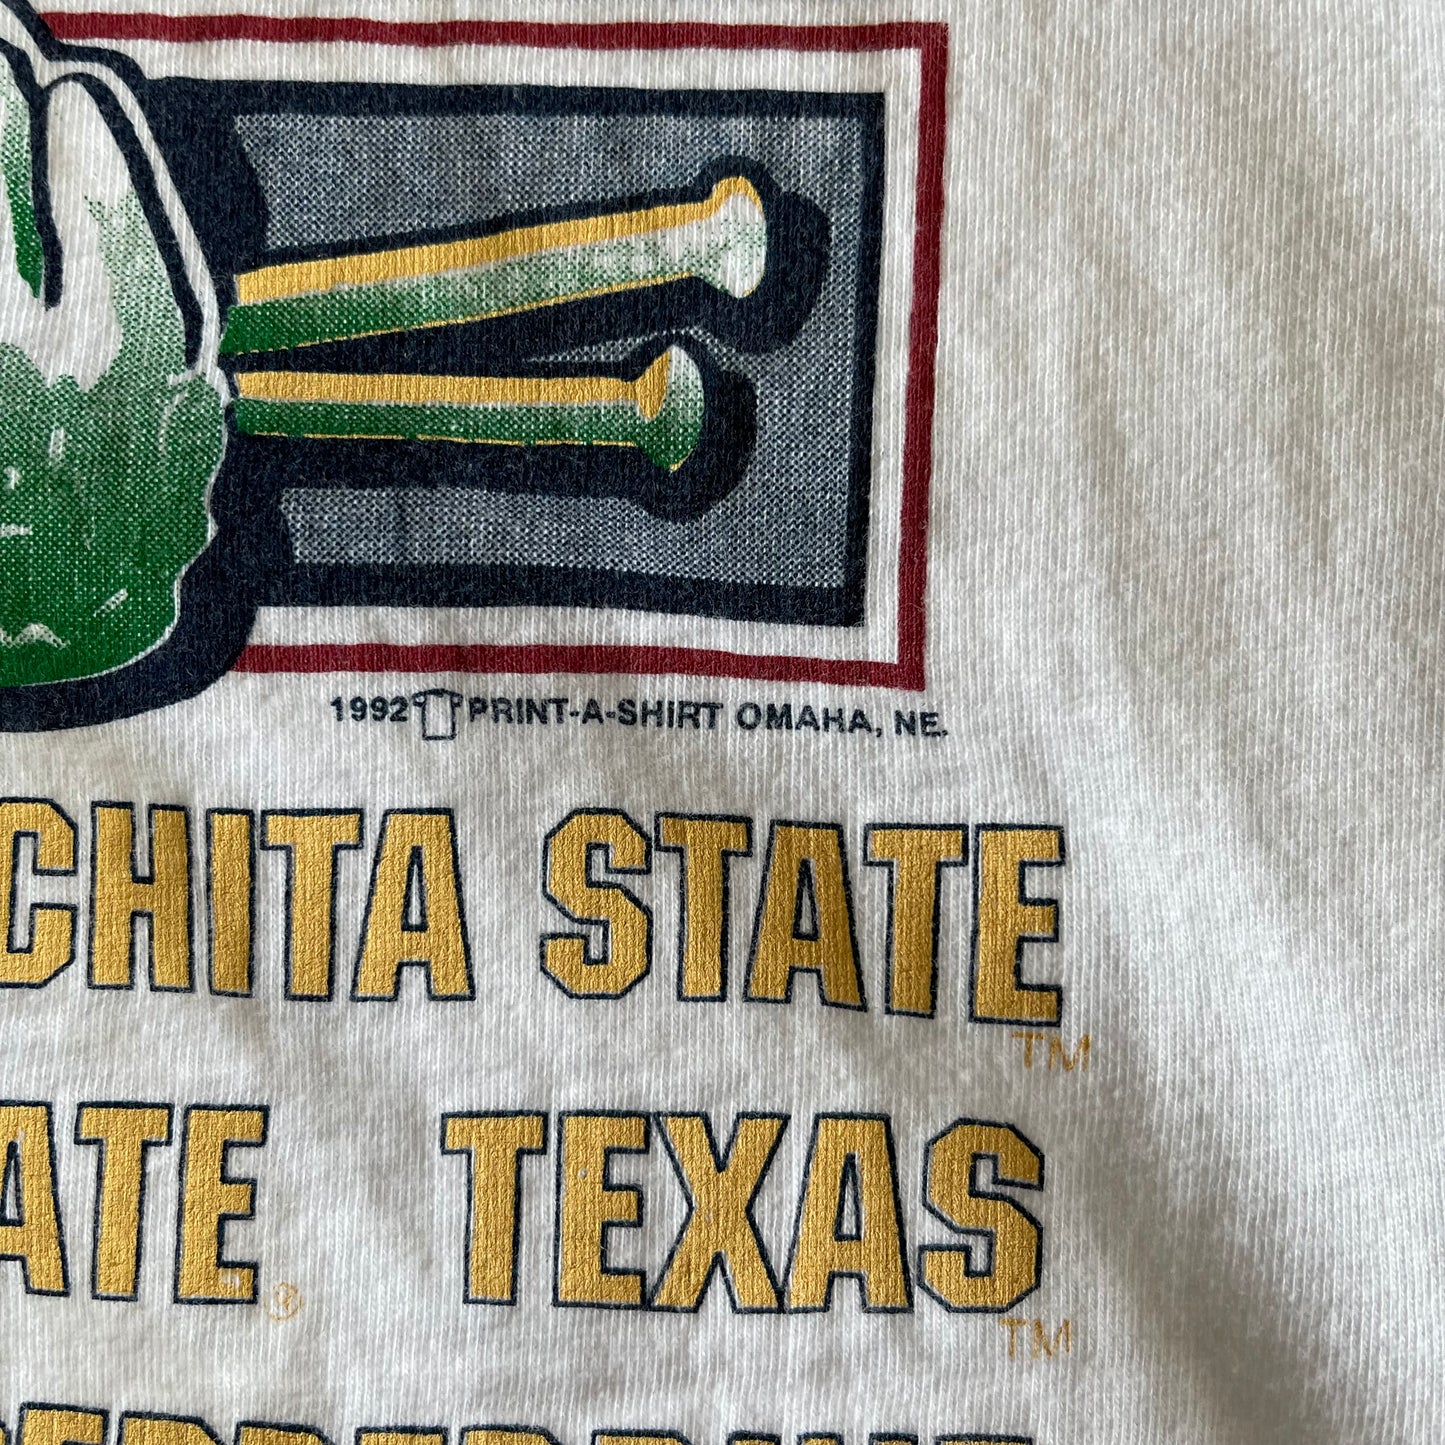 1992 PRINT-A-SHIRT OMAHA, NE.
CHITA STATE
TM
ATE® TEXAS
TM